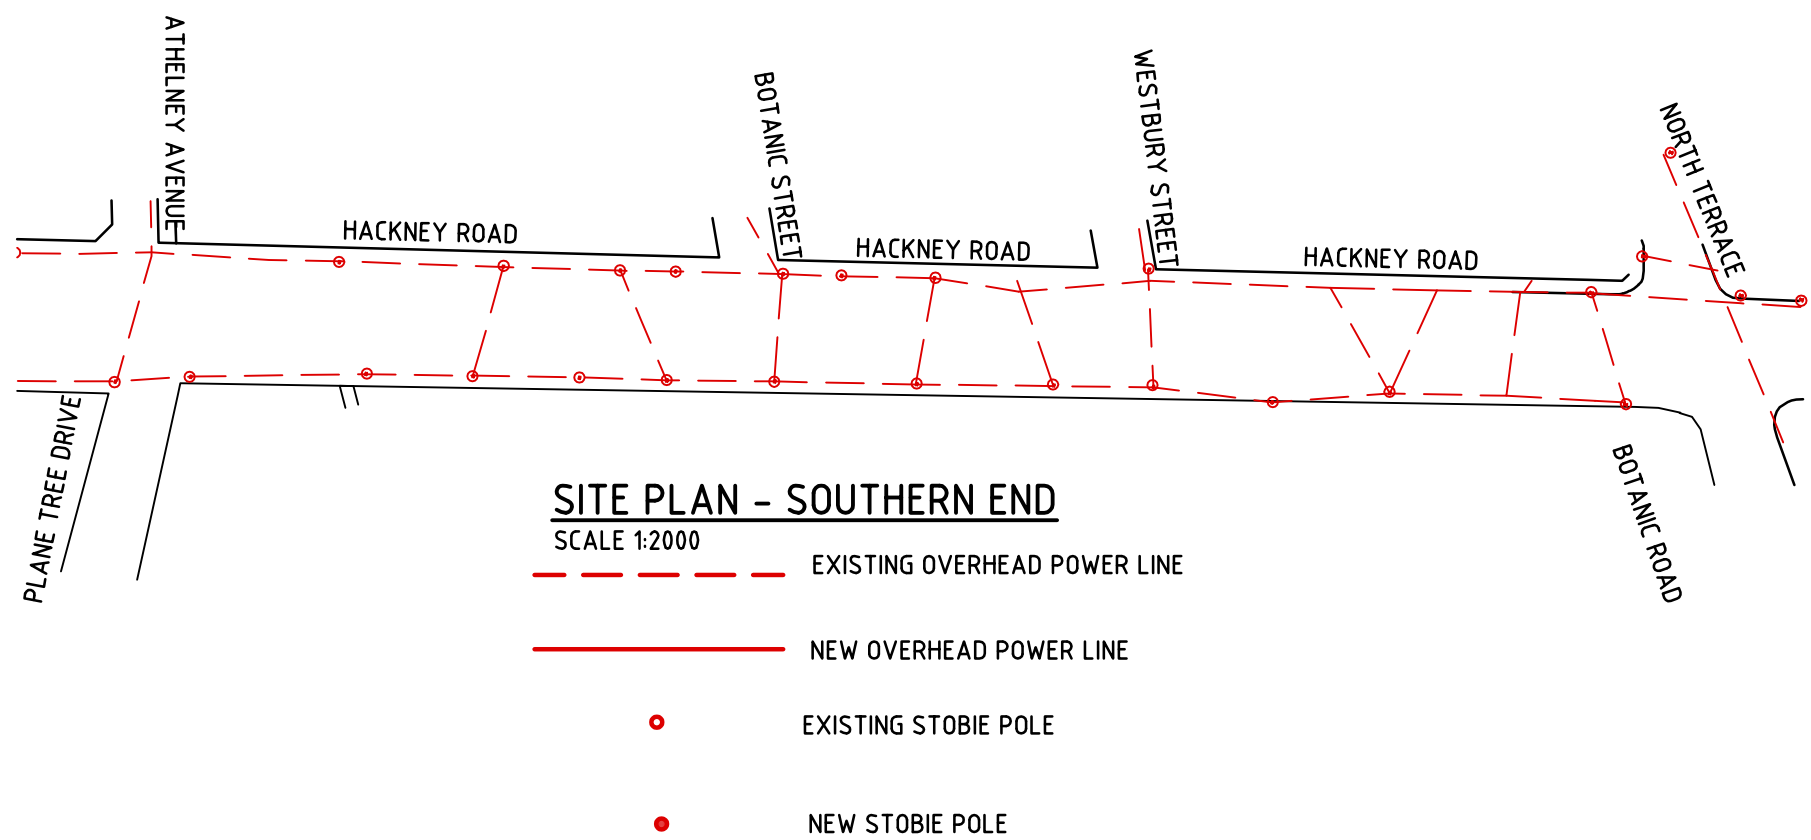 ATHELNEY AVENUE
BOTANIC STREET
WESTBURY STREET
NORTH TERRACE
HACKNEY ROAD
HACKNEY ROAD
HACKNEY ROAD
PLANE TREE DRIVE
BOTANIC ROAD
SITE PLAN - SOUTHERN END
SCALE 1:2000
EXISTING OVERHEAD POWER LINE
NEW OVERHEAD POWER LINE
EXISTING STOBIE POLE
NEW STOBIE POLE